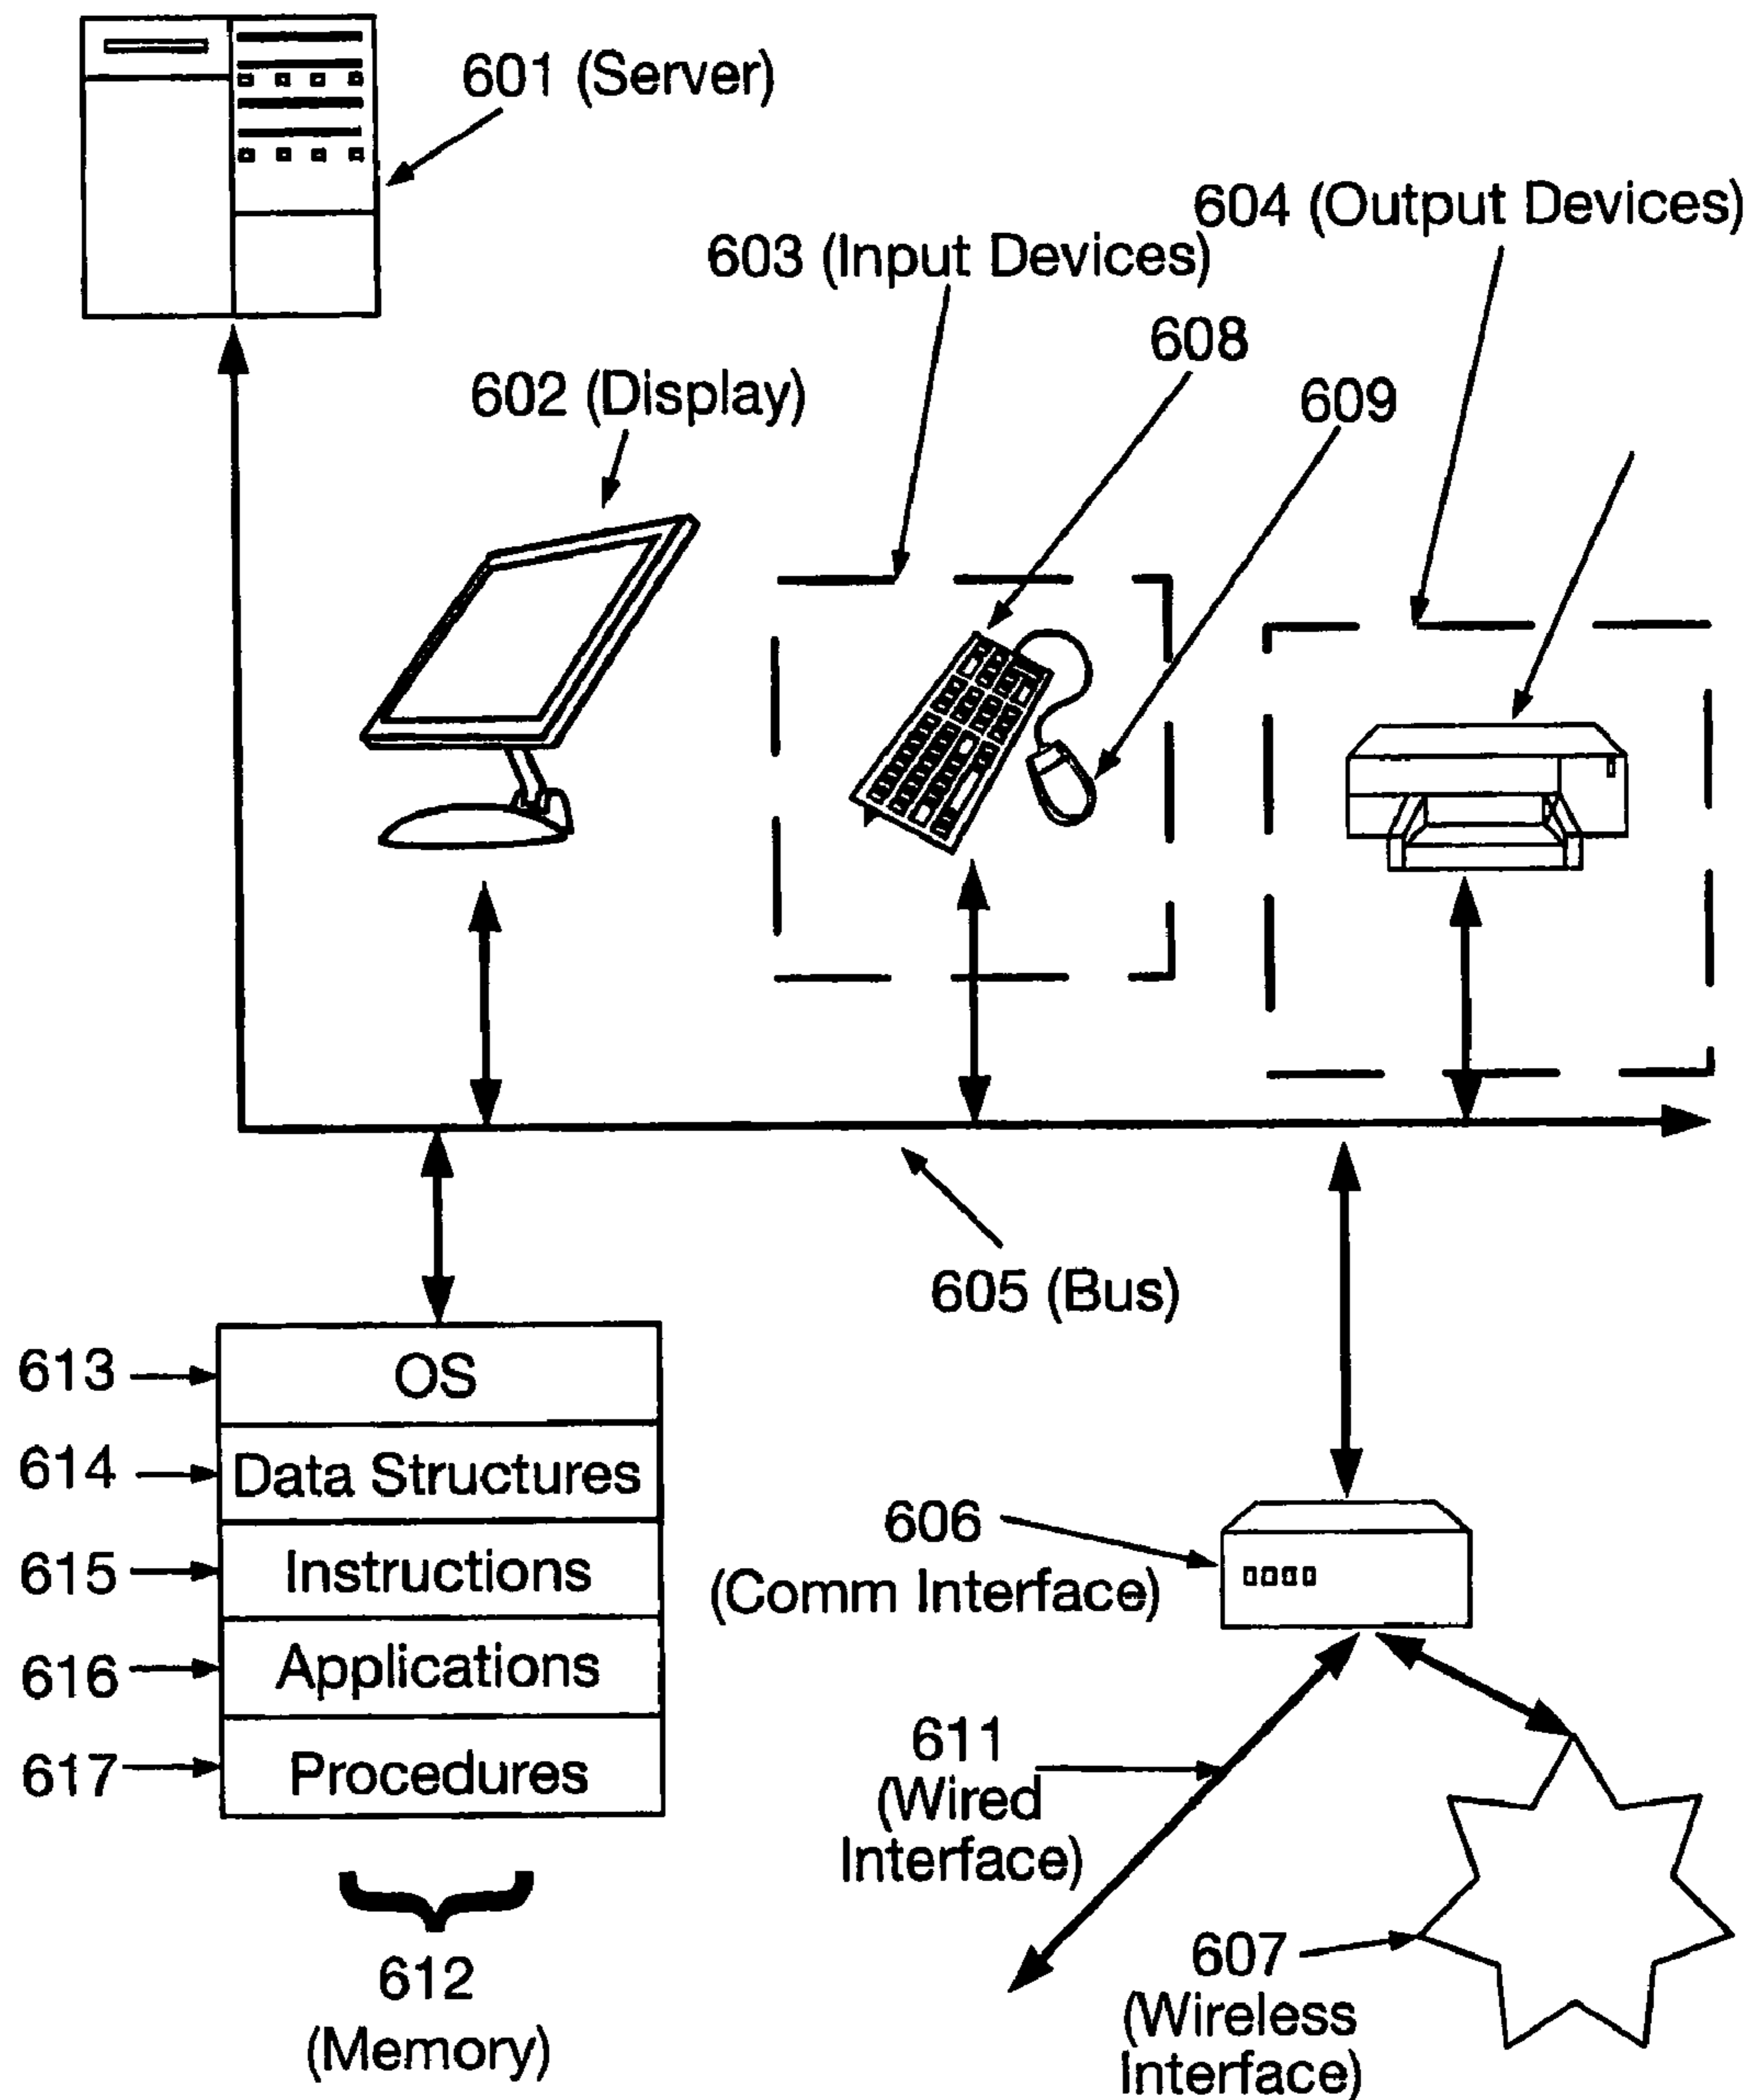 601 (Server)
604 (Output Devices)
603 (Input Devices)
608
602 (Display)
609
605 (Bus)
613
OS
614
Data Structures
615
Instructions
616
Applications
617
Procedures
612
(Memory)
606
(Comm Interface)
611
(Wired
Interface)
607
(Wireless
Interface)